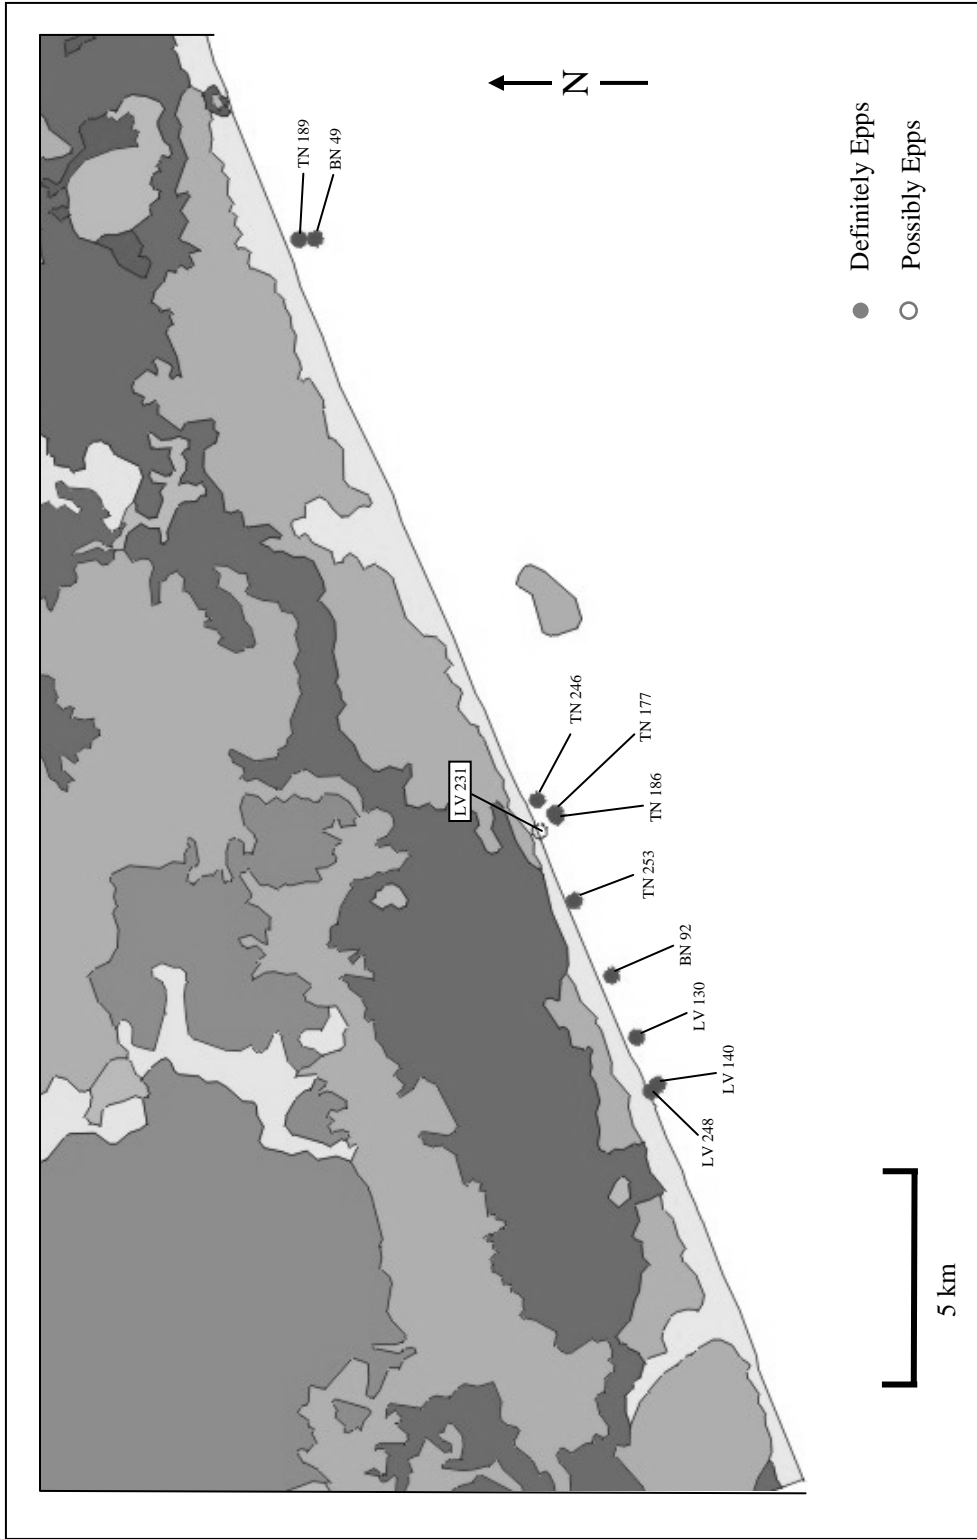 N
TN 189
BN 49
Definitely Epps
Possibly Epps
TN 246
TN 177
LV 231
TN 186
TN 253
BN 92
LV 130
LV 140
LV 248
5 km